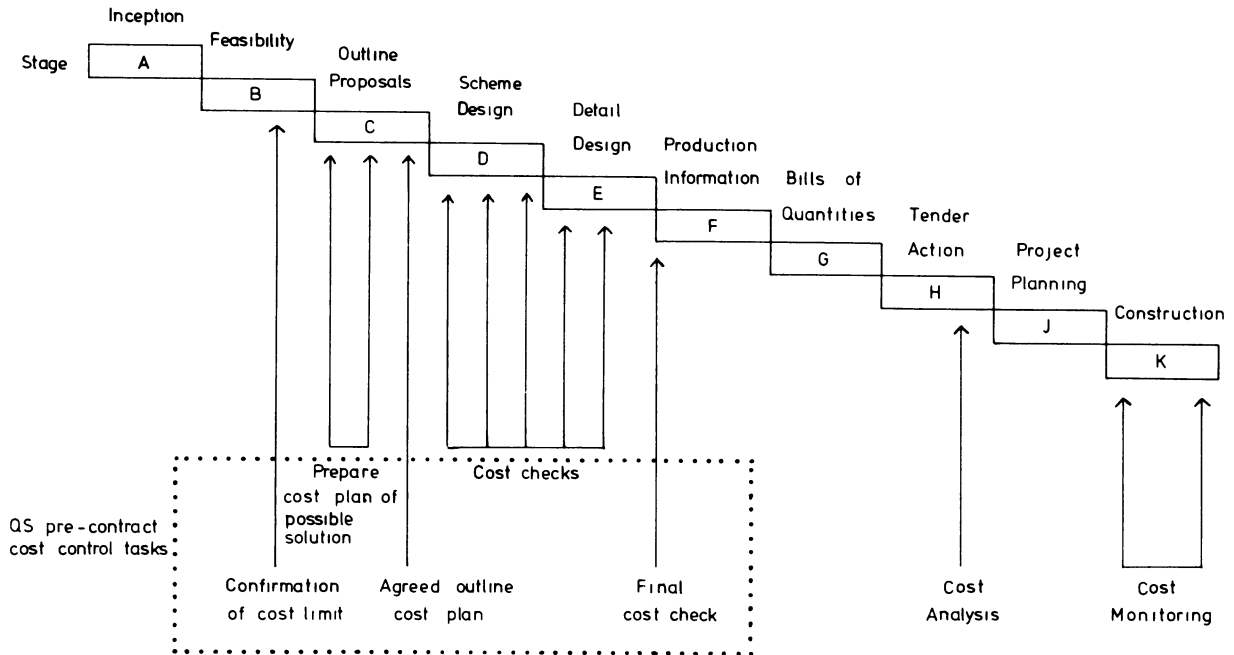 Inception
Stage
A
Feasibility
B
Outline
Proposals
C
Scheme
Design
D
Detail
Design
E
Production
Information
F
Bills of
Quantities
G
Tender
Action
H
Project
Planning
J
Construction
K
QS pre-contract
cost control tasks
Prepare
cost plan of
possible
solution
Cost checks
Confirmation
of cost limit
Agreed outline
cost plan
Final
cost check
Cost
Analysis
Cost
Monitoring